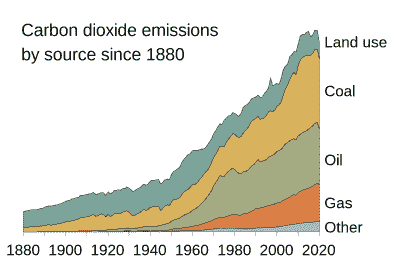 Carbon dioxide emissions
by source since 1880
Land use
Coal
Oil
Gas
Other
1880 1900 1920 1940 1960 1980 2000 2020